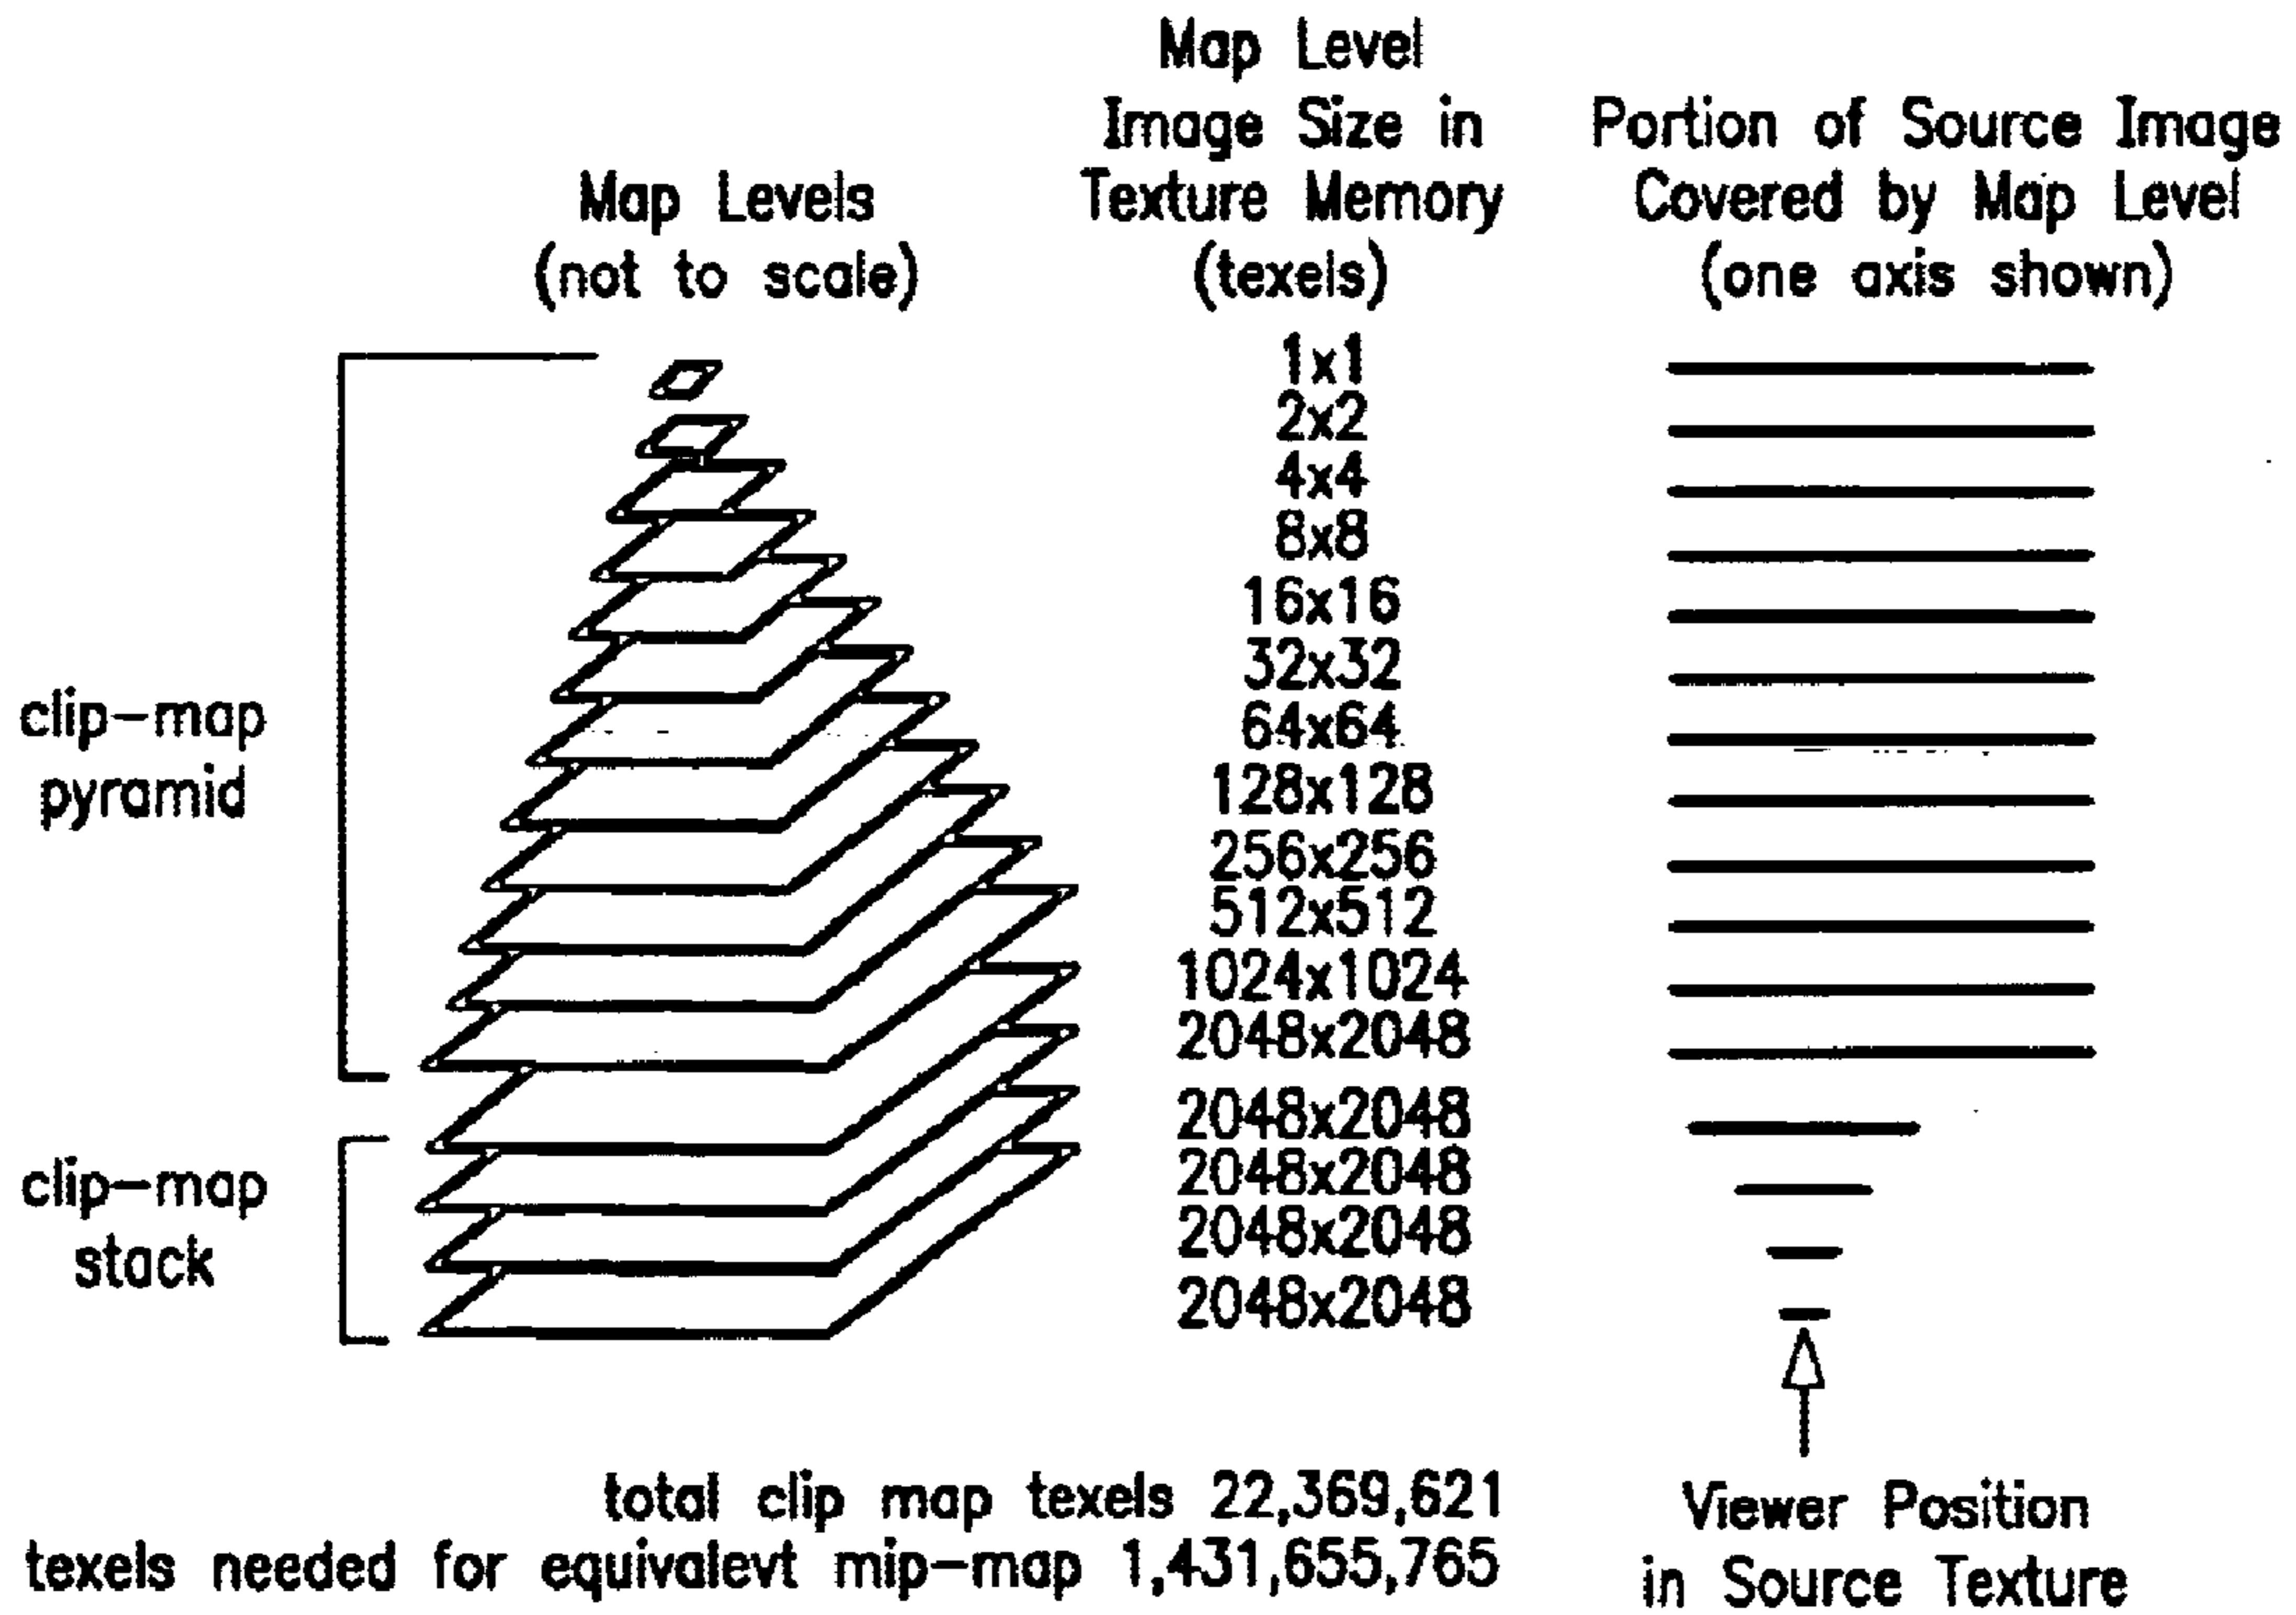 Map Level
Image Size in
Texture Memory
(texels)
Portion of Source Image
Covered by Map Level
(one axis shown)
Map Levels
(not to scale)
1x1
2x2
4x4
8x8
16x16
32x32
64x64
128x128
256x256
512x512
1024x1024
2048x2048
2048x2048
2048x2048
2048x2048
2048x2048
clip-map
pyramid
clip-map
stack
total clip map texels 22,369,621
texels needed for equivalevt mip-map 1,431,655,765
Viewer Position
in Source Texture